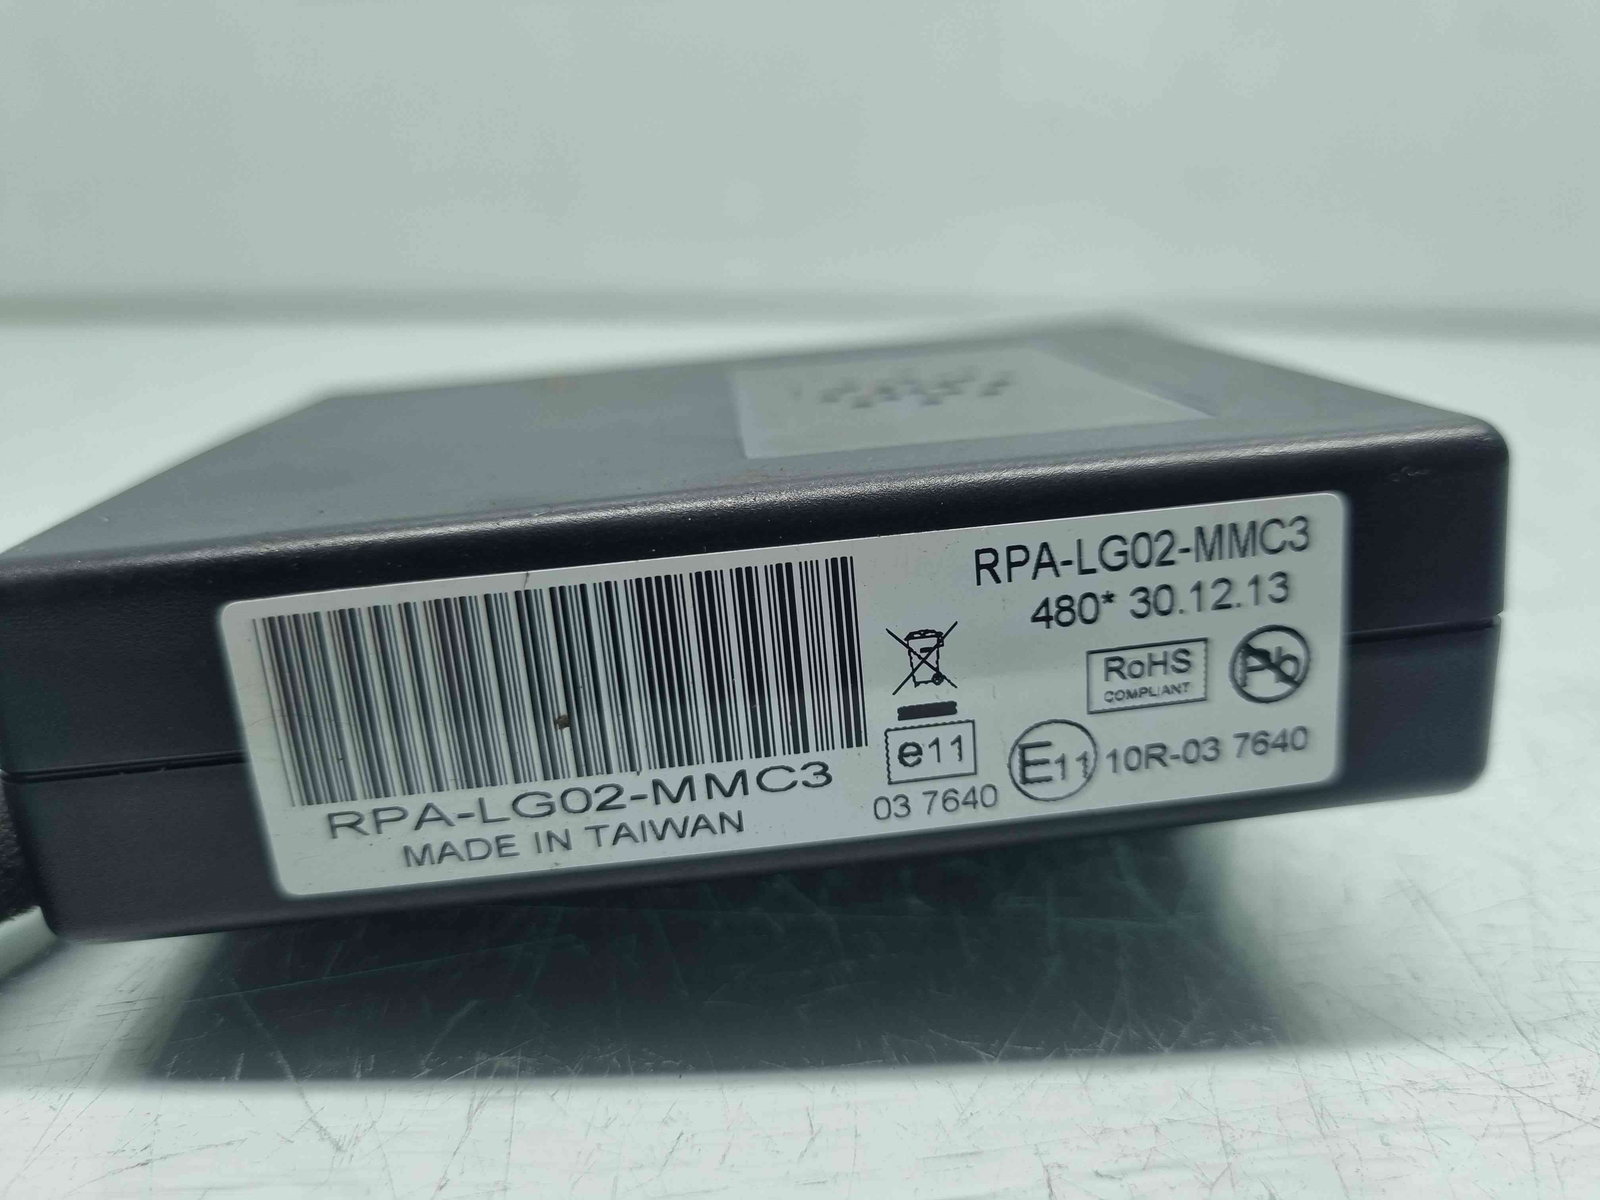 RPA-LG02-MMC3
480* 30.12.13
RoHS
COMPLIANT
Pb
e11
03 7640
E11 10R-03 7640
RPA-LG02-MMC3
MADE IN TAIWAN